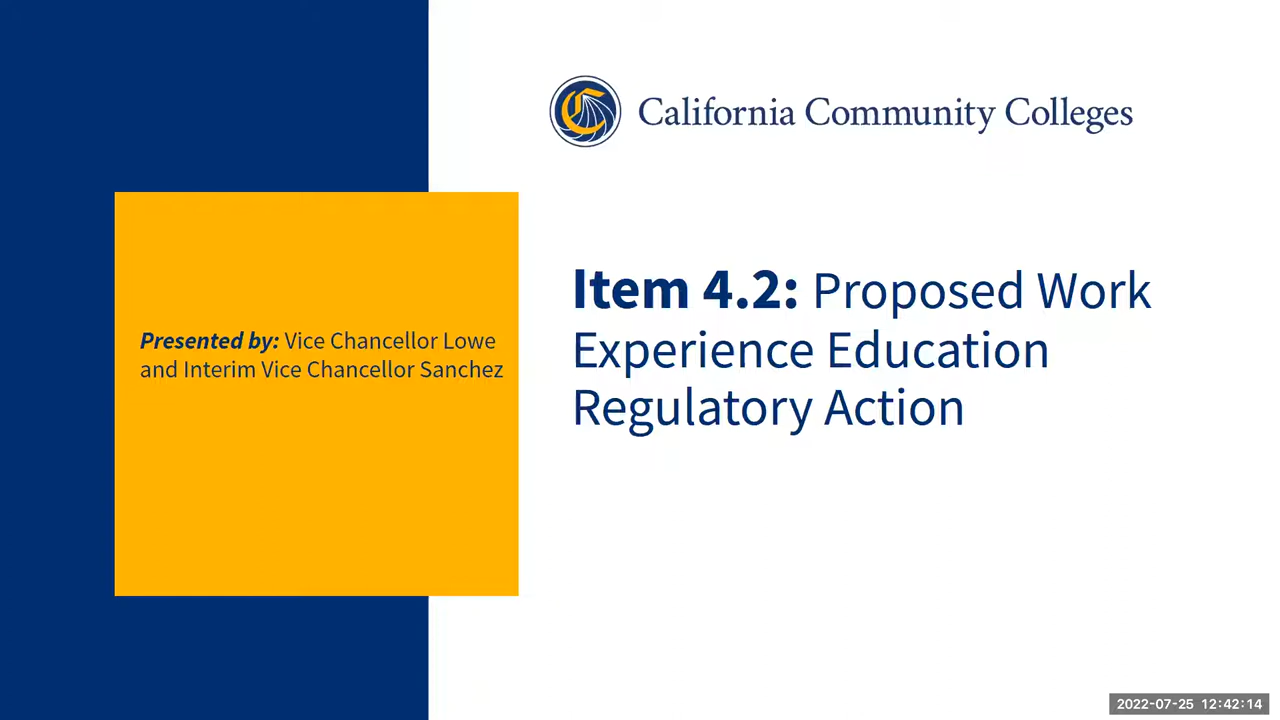 California Community Colleges
Item 4.2: Proposed Work
Experience Education
Regulatory Action
Presented by: Vice Chancellor Lowe
and Interim Vice Chancellor Sanchez
2022-07-25 12:42:14